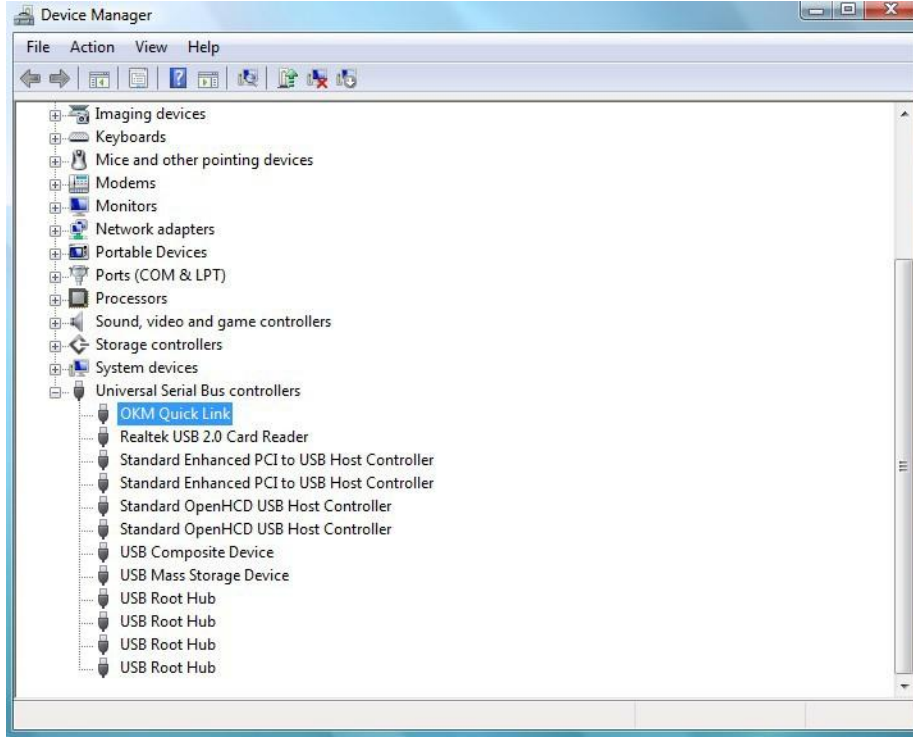 Device Manager
File Action View Help
Imaging devices
Keyboards
Mice and other pointing devices
Modems
Monitors
Network adapters
Portable Devices
Ports (COM & LPT)
Processors
Sound, video and game controllers
Storage controllers
System devices
Universal Serial Bus controllers
OKM Quick Link
Realtek USB 2.0 Card Reader
Standard Enhanced PCI to USB Host Controller
Standard Enhanced PCI to USB Host Controller
Standard OpenHCD USB Host Controller
Standard OpenHCD USB Host Controller
USB Composite Device
USB Mass Storage Device
USB Root Hub
USB Root Hub
USB Root Hub
USB Root Hub